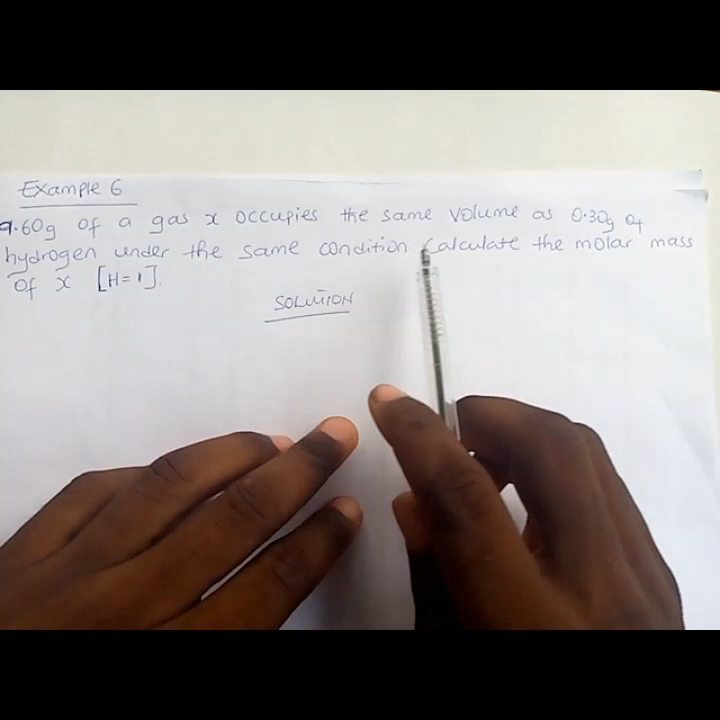 Example 6
9.60g of a gas x occupies the same volume as 0.30g of
hydrogen under the same condition Calculate the molar mass
of x [H=1].
SOLUTION